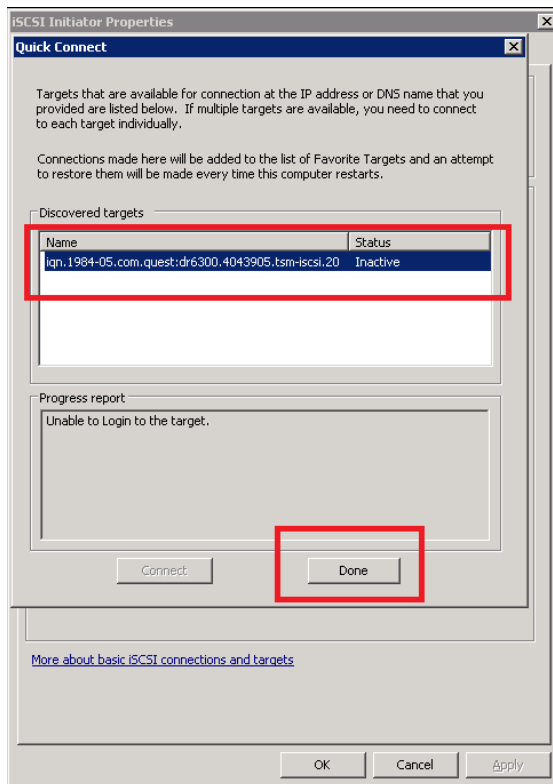 iSCSI Initiator Properties
Quick Connect
Targets that are available for connection at the IP address or DNS name that you
provided are listed below.  If multiple targets are available, you need to connect
to each target individually.
Connections made here will be added to the list of Favorite Targets and an attempt
to restore them will be made every time this computer restarts.
Discovered targets
Name Status
iqn.1984-05.com.quest:dr6300.4043905.tsm-iscsi.20 Inactive
Progress report
Unable to Login to the target.
Connect Done
More about basic iSCSI connections and targets
OK Cancel Apply